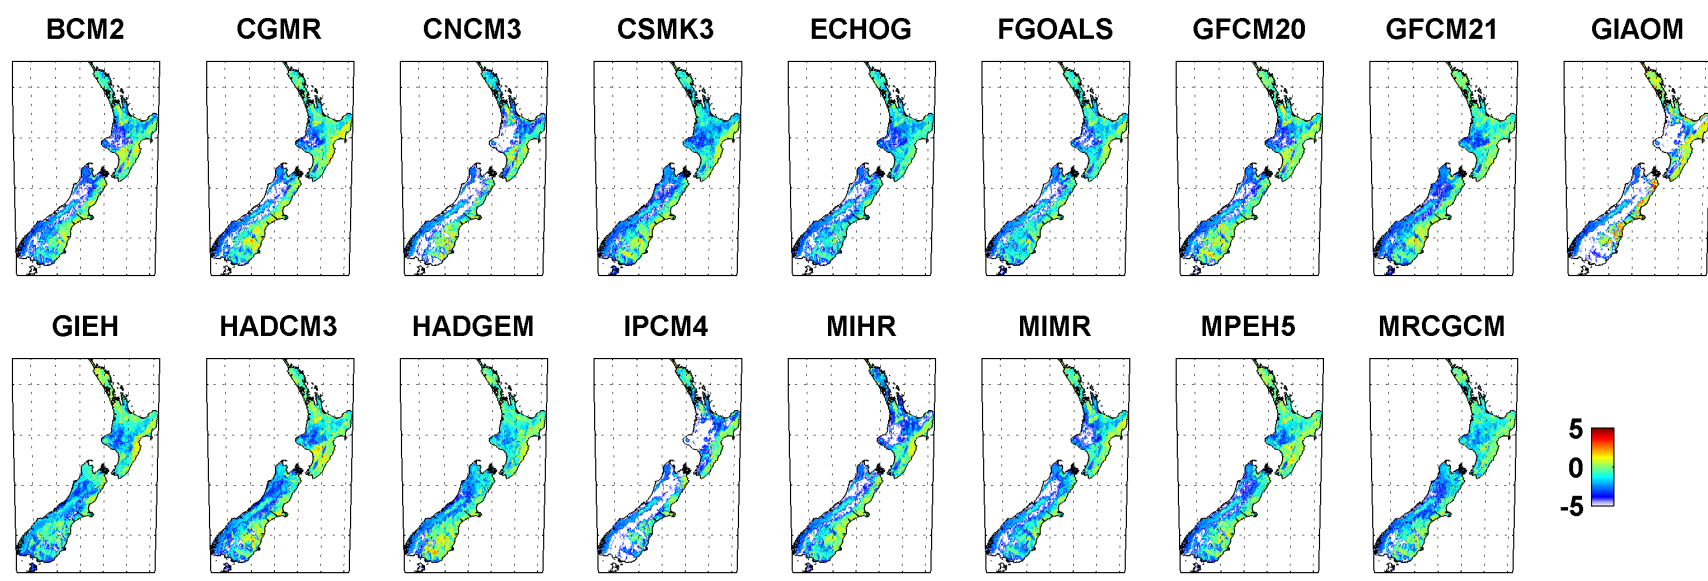 BCM2 CGMR CNCM3 CSMK3 ECHOG FGOALS GFCM20 GFCM21 GIAOM
GIEH HADCM3 HADGEM IPCM4 MIHR MIMR MPEH5 MRCGCM
5
0
-5